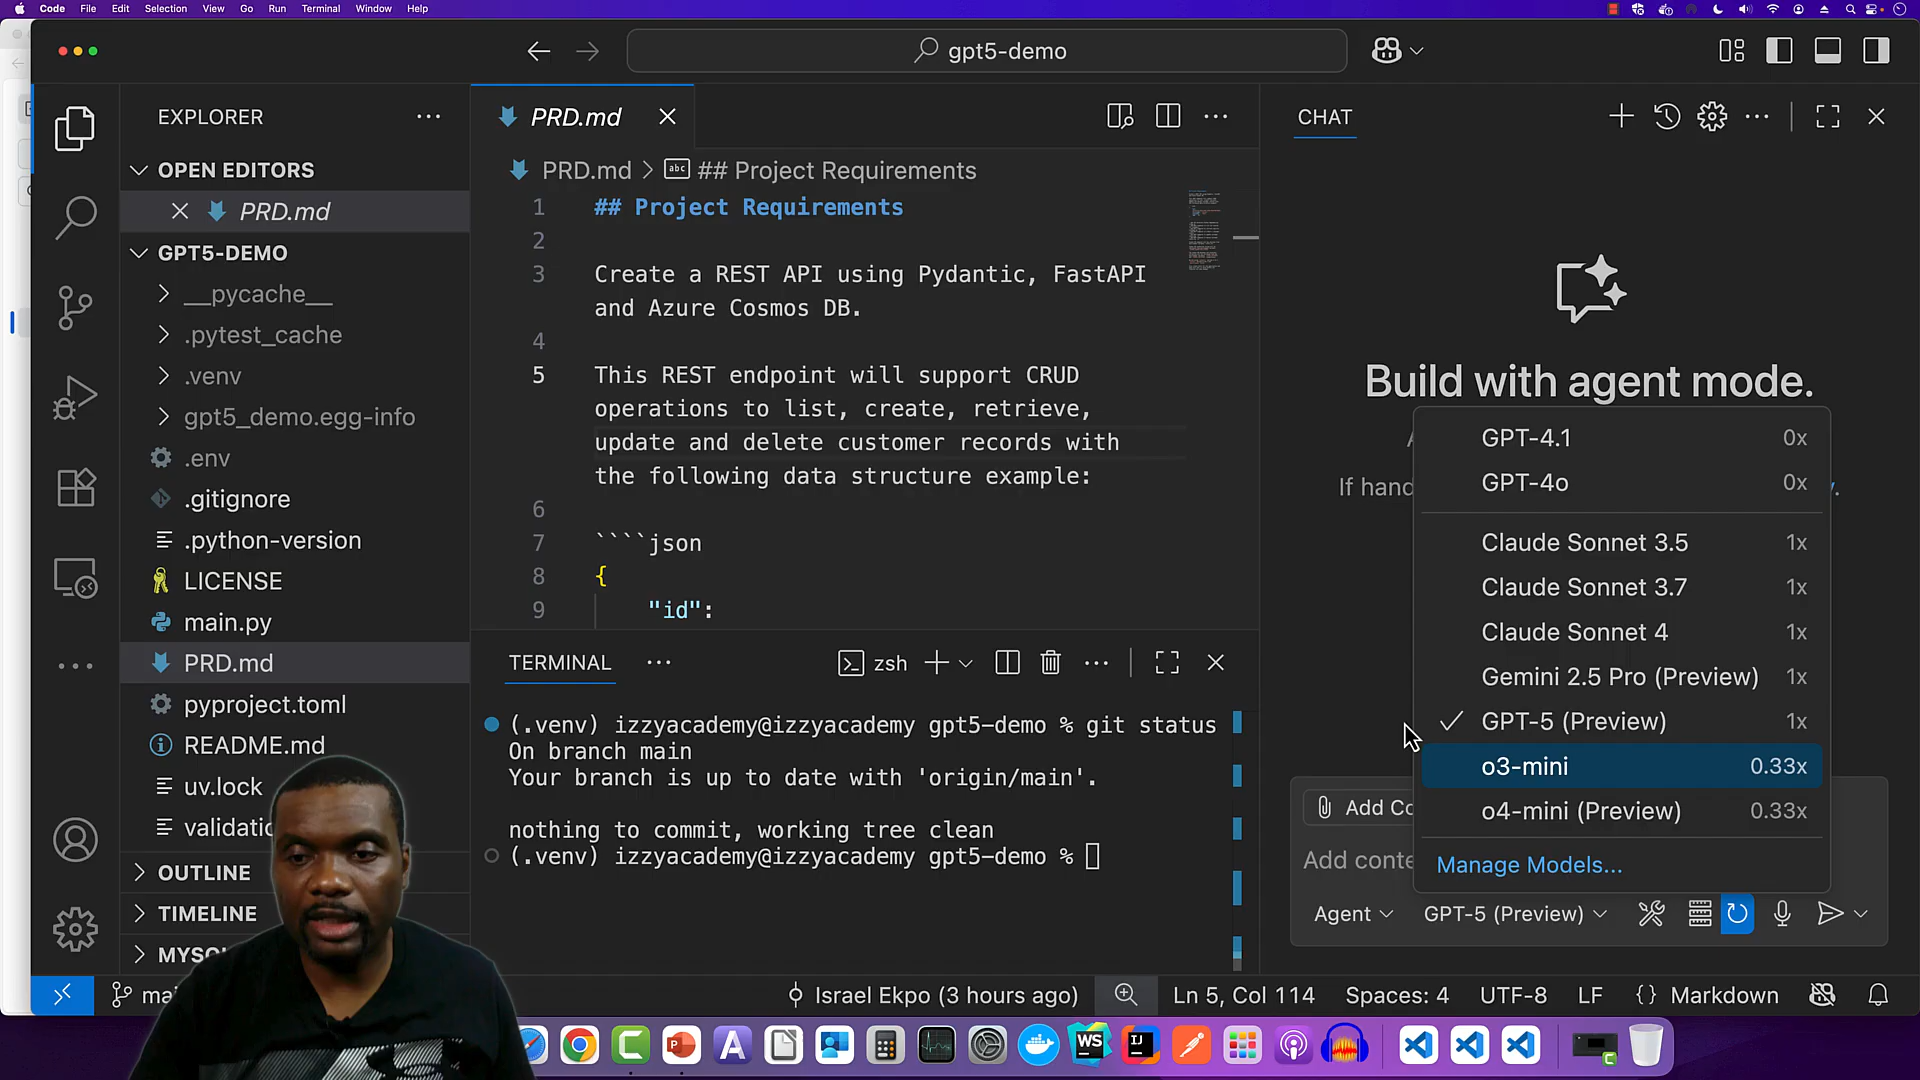 Code File Edit Selection View Go Run Terminal Window Help
gpt5-demo
EXPLORER
OPEN EDITORS
PRD.md
GPT5-DEMO
__pycache__
.pytest_cache
.venv
gpt5_demo.egg-info
.env
.gitignore
.python-version
LICENSE
main.py
PRD.md
pyproject.toml
README.md
uv.lock
OUTLINE
TIMELINE
PRD.md
PRD.md > ## Project Requirements
1 ## Project Requirements
2
3 Create a REST API using Pydantic, FastAPI
and Azure Cosmos DB.
4
5 This REST endpoint will support CRUD
operations to list, create, retrieve,
update and delete customer records with
the following data structure example:
6
7 ````json
8 {
9 "id":
TERMINAL
zsh
(.venv) izzyacademy@izzyacademy gpt5-demo % git status
On branch main
Your branch is up to date with 'origin/main'.
nothing to commit, working tree clean
(.venv) izzyacademy@izzyacademy gpt5-demo %
CHAT
Build with agent mode.
If hand
GPT-4.1 0x
GPT-4o 0x
Claude Sonnet 3.5 1x
Claude Sonnet 3.7 1x
Claude Sonnet 4 1x
Gemini 2.5 Pro (Preview) 1x
GPT-5 (Preview) 1x
o3-mini 0.33x
o4-mini (Preview) 0.33x
Manage Models...
Add Co
Add conte
Agent GPT-5 (Preview)
Israel Ekpo (3 hours ago) Ln 5, Col 114 Spaces: 4 UTF-8 LF {} Markdown
WS
IJ